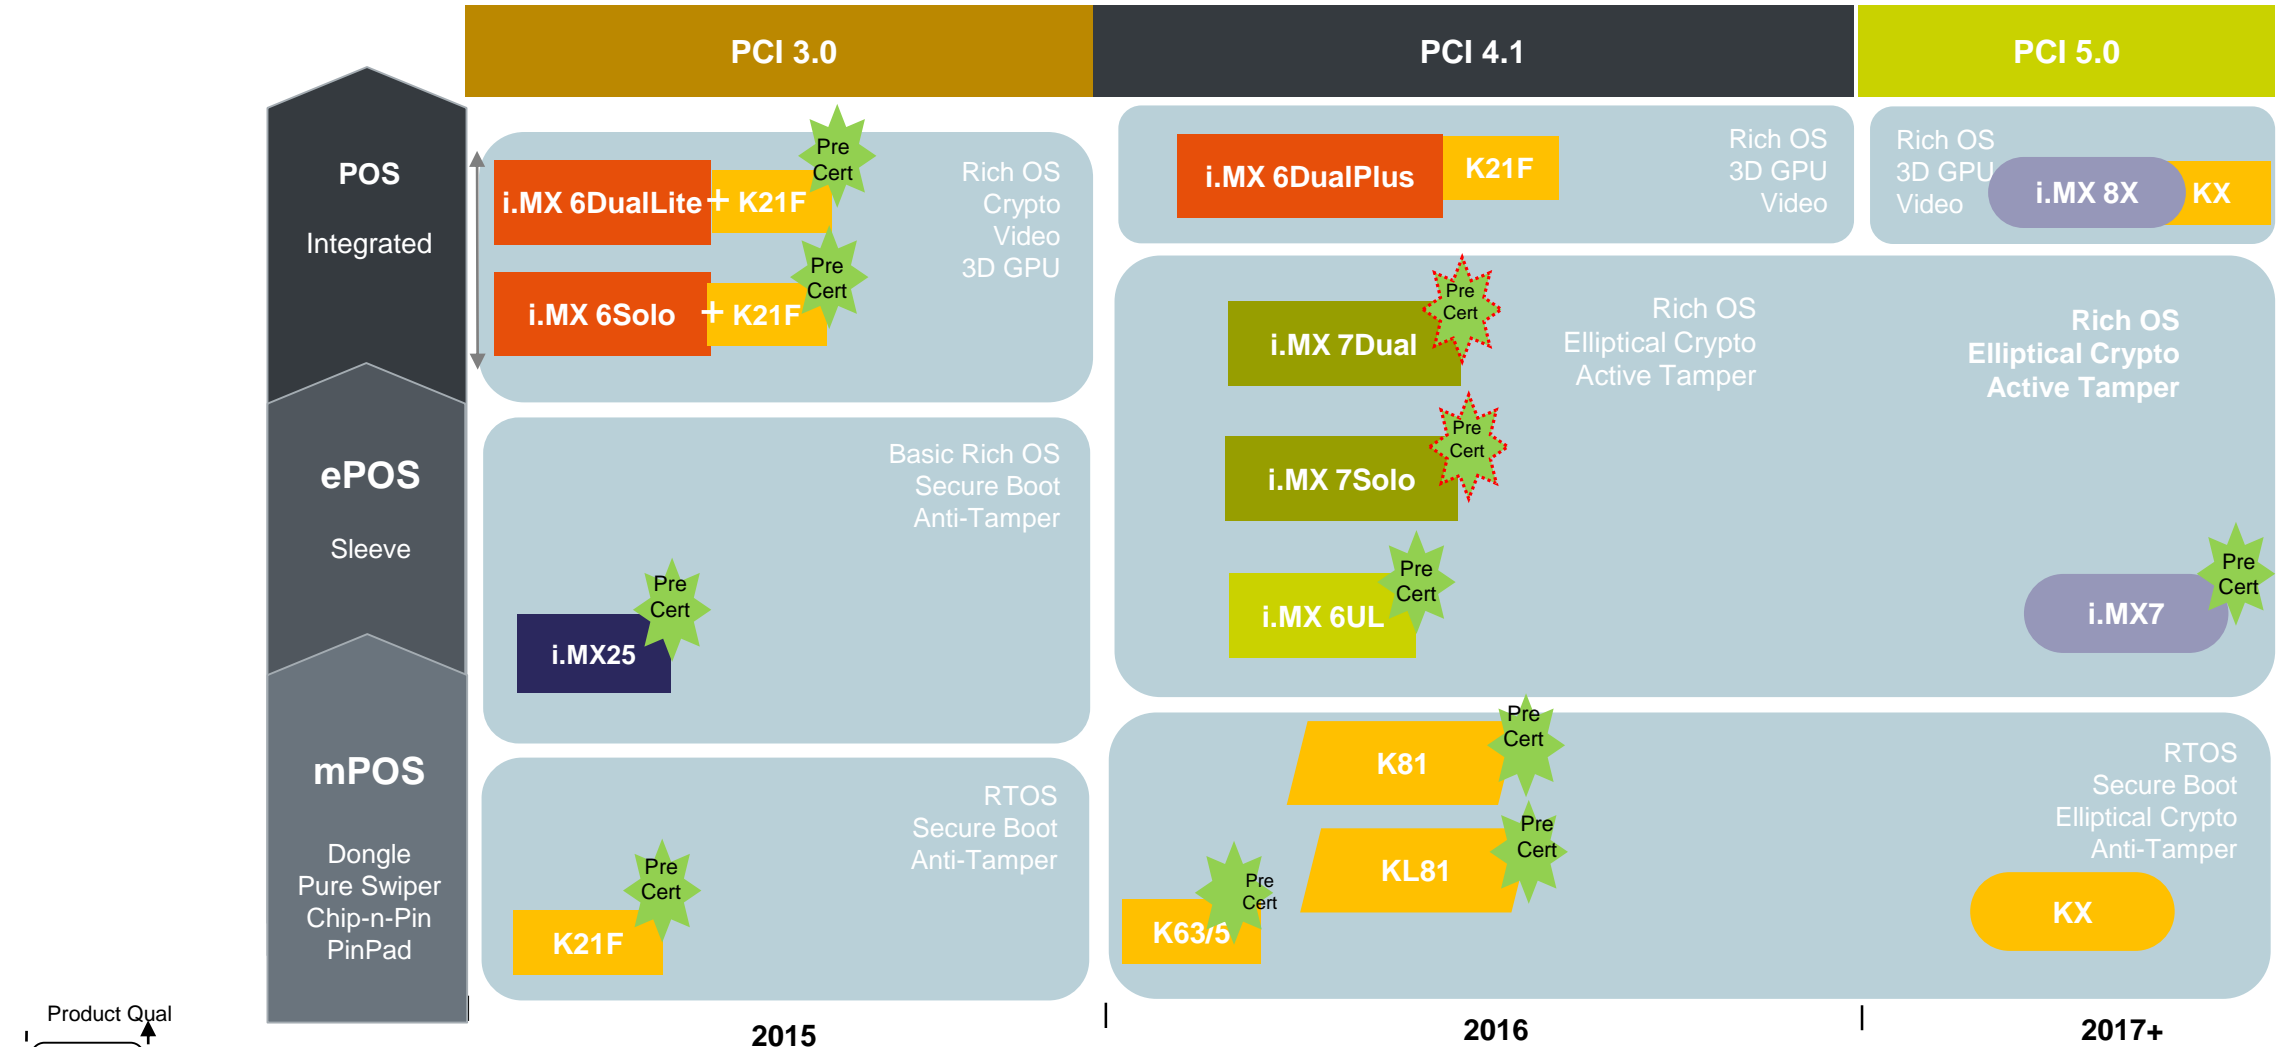 PCI 3.0
PCI 4.1
PCI 5.0
POS
Integrated
i.MX 6DualLite
+ K21F
Pre
Cert
i.MX 6Solo
+ K21F
Pre
Cert
Rich OS
Crypto
Video
3D GPU
i.MX 6DualPlus
K21F
Rich OS
3D GPU
Video
Rich OS
3D GPU
Video
i.MX 8X
KX
ePOS
Sleeve
Basic Rich OS
Secure Boot
Anti-Tamper
i.MX25
Pre
Cert
i.MX 7Dual
Pre
Cert
i.MX 7Solo
Pre
Cert
i.MX 6UL
Pre
Cert
Rich OS
Elliptical Crypto
Active Tamper
Rich OS
Elliptical Crypto
Active Tamper
i.MX7
Pre
Cert
mPOS
Dongle
Pure Swiper
Chip-n-Pin
PinPad
RTOS
Secure Boot
Anti-Tamper
K21F
Pre
Cert
K81
Pre
Cert
KL81
Pre
Cert
K63/5
Pre
Cert
RTOS
Secure Boot
Elliptical Crypto
Anti-Tamper
KX
Product Qual
2015
2016
2017+